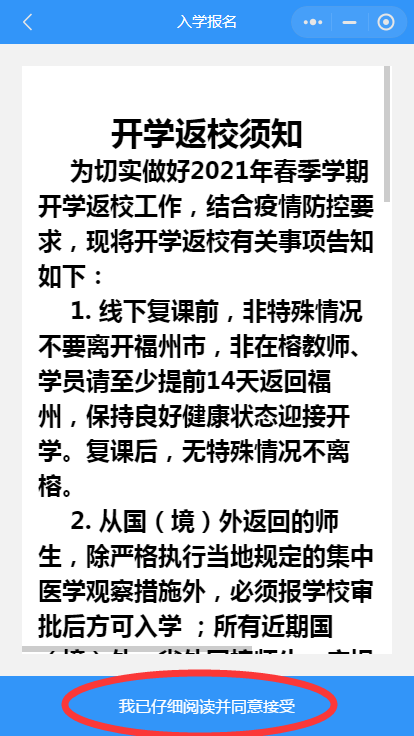 入学报名
开学返校须知
为切实做好2021年春季学期
开学返校工作，结合疫情防控要
求，现将开学返校有关事项告知
如下：
1. 线下复课前，非特殊情况
不要离开福州市，非在榕教师、
学员请至少提前14天返回福
州，保持良好健康状态迎接开
学。复课后，无特殊情况不离
榕。
2. 从国（境）外返回的师
生，除严格执行当地规定的集中
医学观察措施外，必须报学校审
批后方可入学 ；所有近期国
我已仔细阅读并同意接受